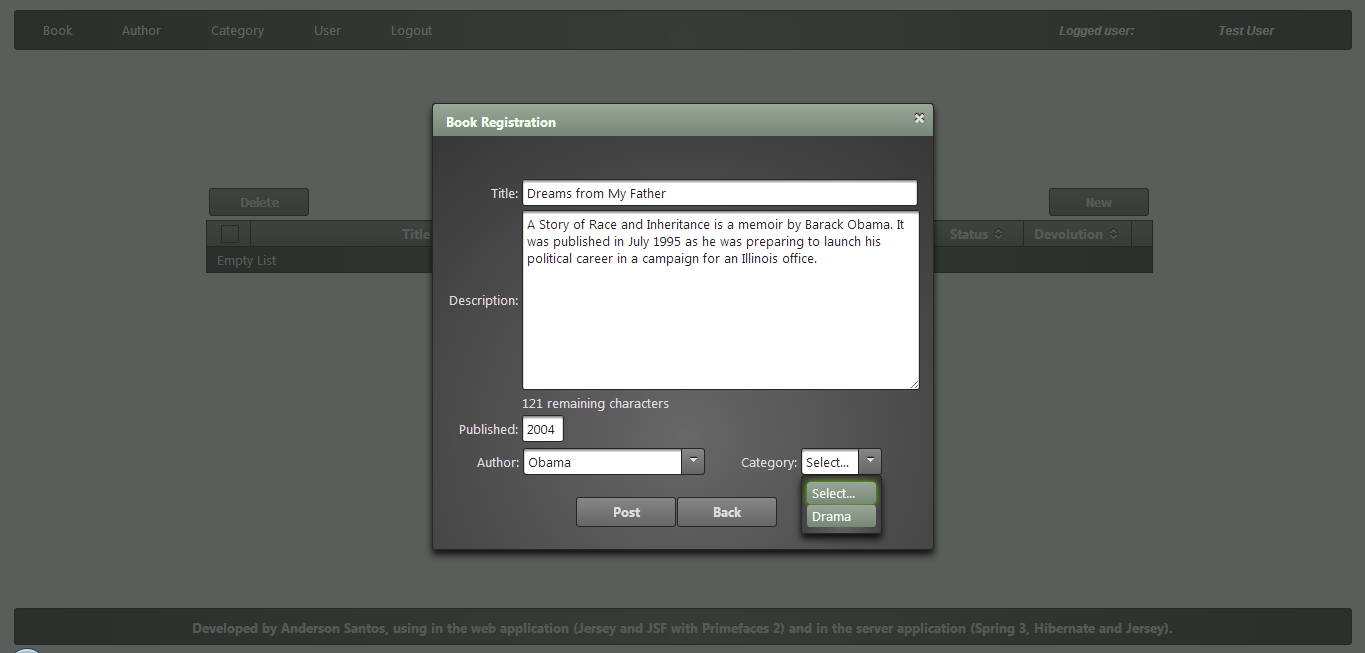 Book Author Category User Logout Logged user: Test User
Book Registration
Title: Dreams from My Father
Delete New
Title Status Devolution
Empty List
Description: A Story of Race and Inheritance is a memoir by Barack Obama. It
was published in July 1995 as he was preparing to launch his
political career in a campaign for an Illinois office.
121 remaining characters
Published: 2004
Author: Obama Category: Select...
Select...
Drama
Post Back
Developed by Anderson Santos, using in the web application (Jersey and JSF with Primefaces 2) and in the server application (Spring 3, Hibernate and Jersey).